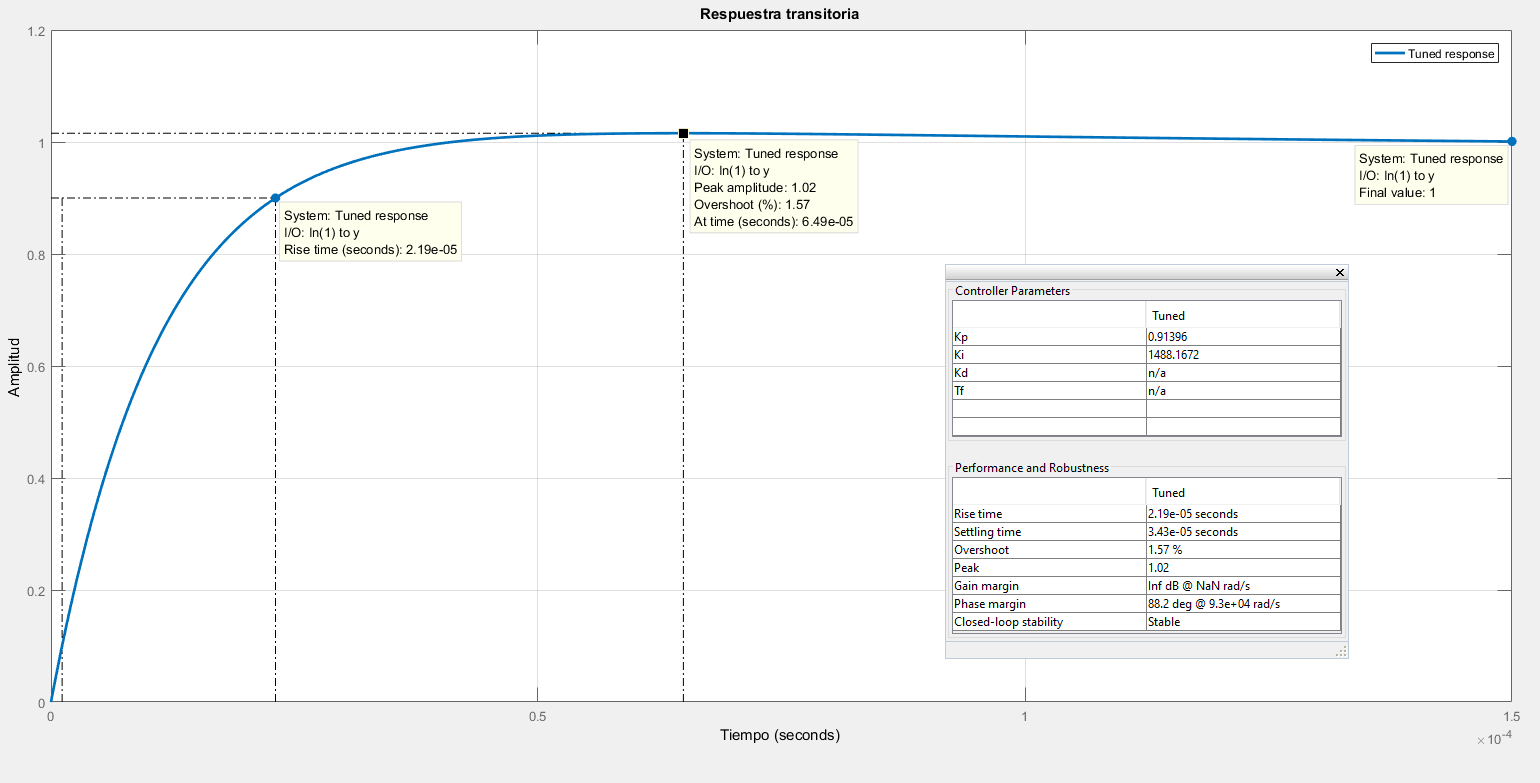 Respuestra transitoria
1.2
1
0.8
0.6
0.4
0.2
0
Amplitud
0
0.5
1
1.5
×10-4
Tiempo (seconds)
Tuned response
System: Tuned response
I/O: In(1) to y
Rise time (seconds): 2.19e-05
System: Tuned response
I/O: In(1) to y
Peak amplitude: 1.02
Overshoot (%): 1.57
At time (seconds): 6.49e-05
System: Tuned response
I/O: In(1) to y
Final value: 1
Controller Parameters
Tuned
Kp 0.91396
Ki 1488.1672
Kd n/a
Tf n/a
Performance and Robustness
Tuned
Rise time 2.19e-05 seconds
Settling time 3.43e-05 seconds
Overshoot 1.57 %
Peak 1.02
Gain margin Inf dB @ NaN rad/s
Phase margin 88.2 deg @ 9.3e+04 rad/s
Closed-loop stability Stable